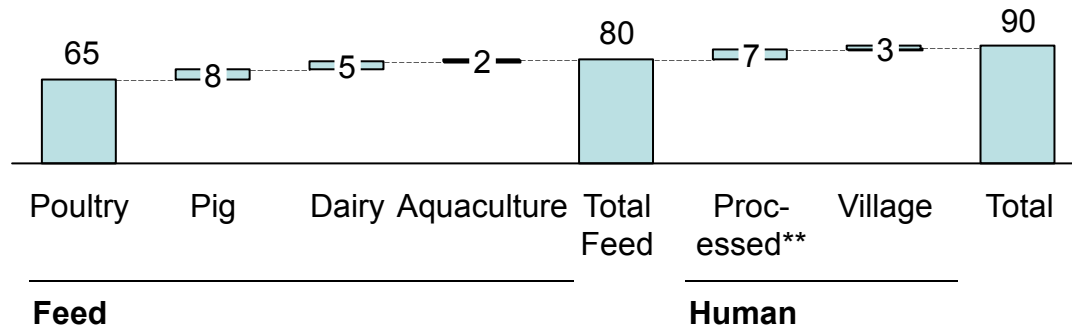 65
8
5
2
80
7
3
90
Poultry
Pig
Dairy
Aquaculture
Total
Feed
Proc-
essed**
Village
Total
Feed
Human